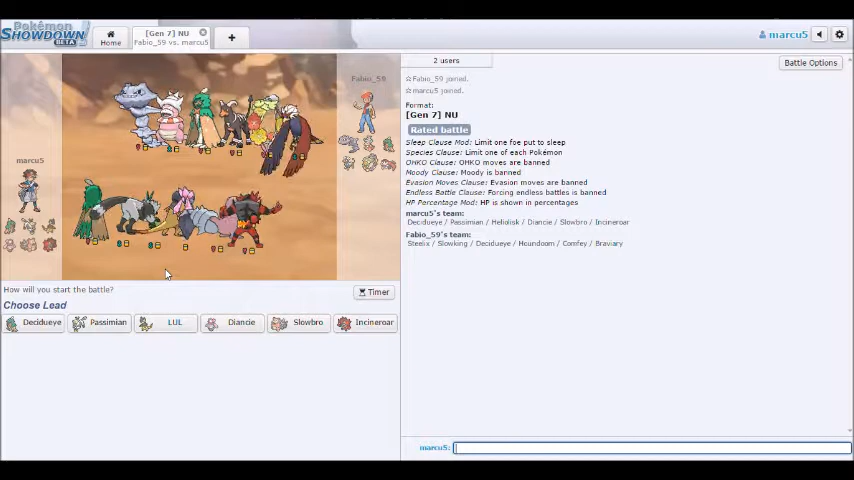 Pokémon
SHOWDOWN
BETA
Home
[Gen 7] NU
Fabio_59 vs. marcu5
marcu5
Fabio_59
marcu5
How will you start the battle?
Timer
Choose Lead
Decidueye
Passimian
LUL
Diancie
Slowbro
Incineroar
2 users
Battle Options
☆Fabio_59 joined.
☆marcu5 joined.
Format:
[Gen 7] NU
Rated battle
Sleep Clause Mod: Limit one foe put to sleep
Species Clause: Limit one of each Pokémon
OHKO Clause: OHKO moves are banned
Moody Clause: Moody is banned
Evasion Moves Clause: Evasion moves are banned
Endless Battle Clause: Forcing endless battles is banned
HP Percentage Mod: HP is shown in percentages
marcu5's team:
Decidueye / Passimian / Heliolisk / Diancie / Slowbro / Incineroar
Fabio_59's team:
Steelix / Slowking / Decidueye / Houndoom / Comfey / Braviary
marcu5: